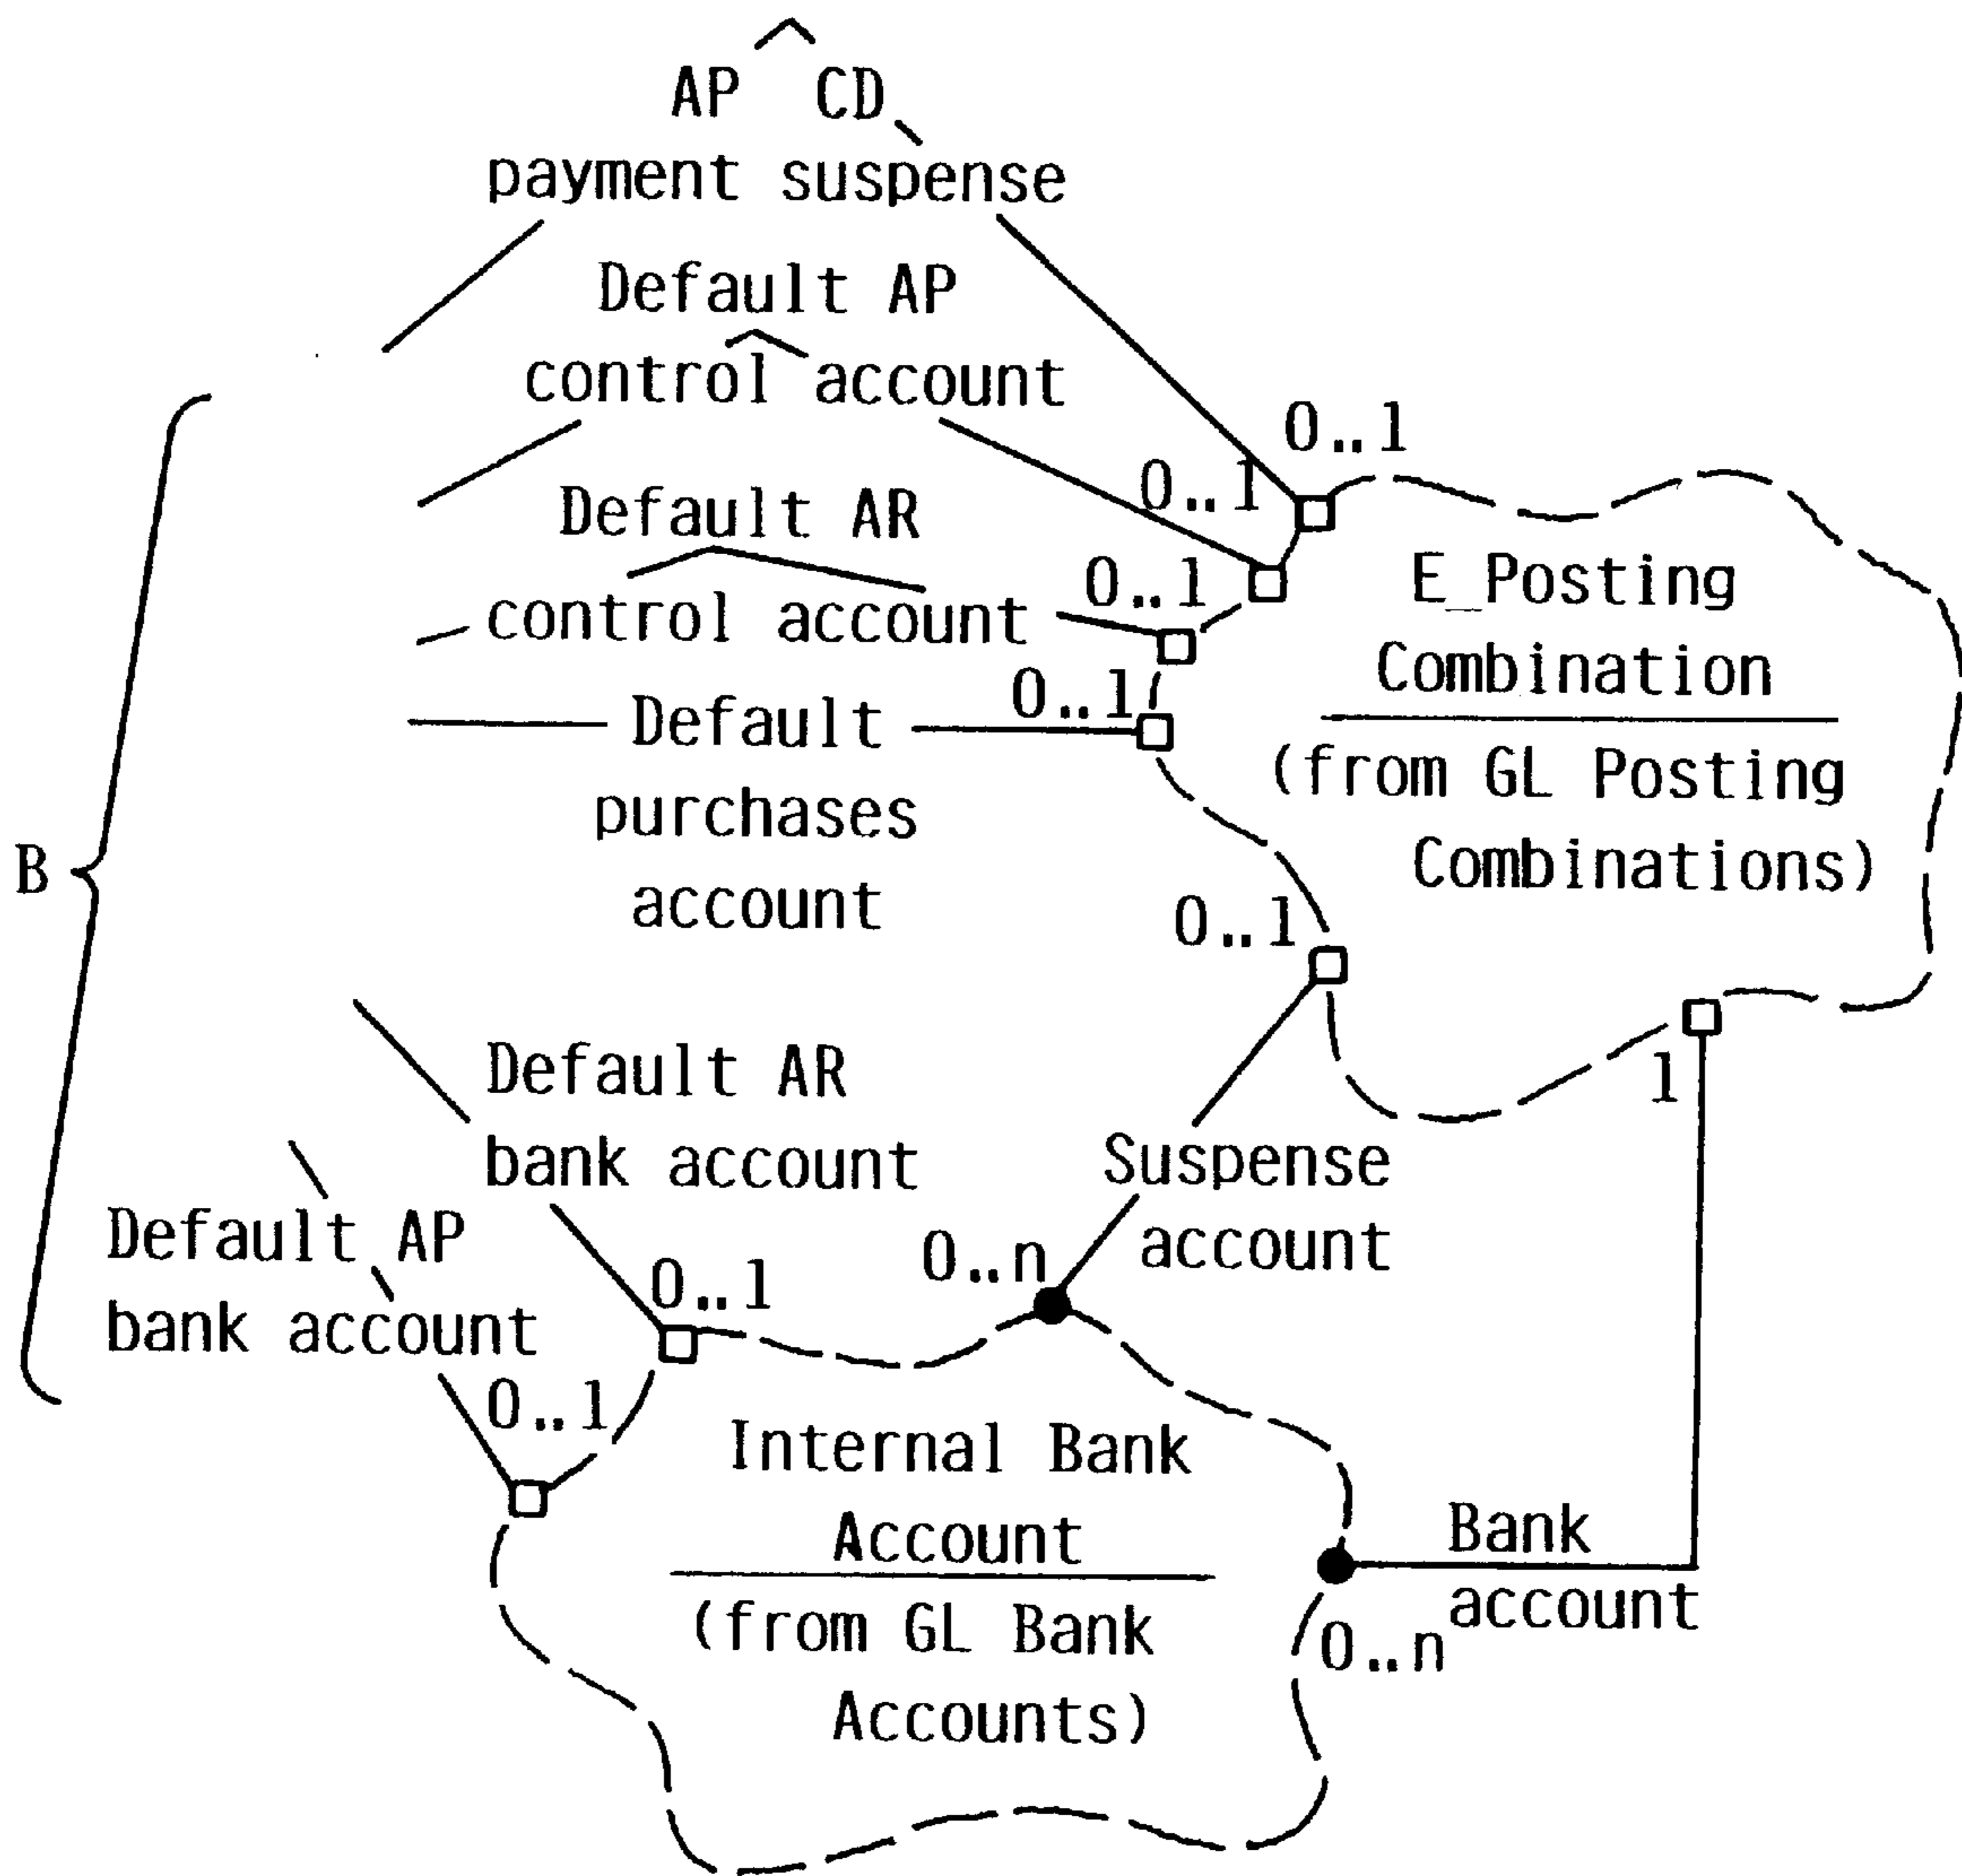 AP CD
payment suspense
Default AP
control account
0..1
0..1
Default AR
control account
0..1
E_Posting
Combination
(from GL Posting
Combinations)
Default
purchases
account
0..1
B
0..1
1
Default AR
bank account
Suspense
account
Default AP
bank account
0..1
0..n
0..1
Internal Bank
Account
(from GL Bank
Accounts)
Bank
account
0..n